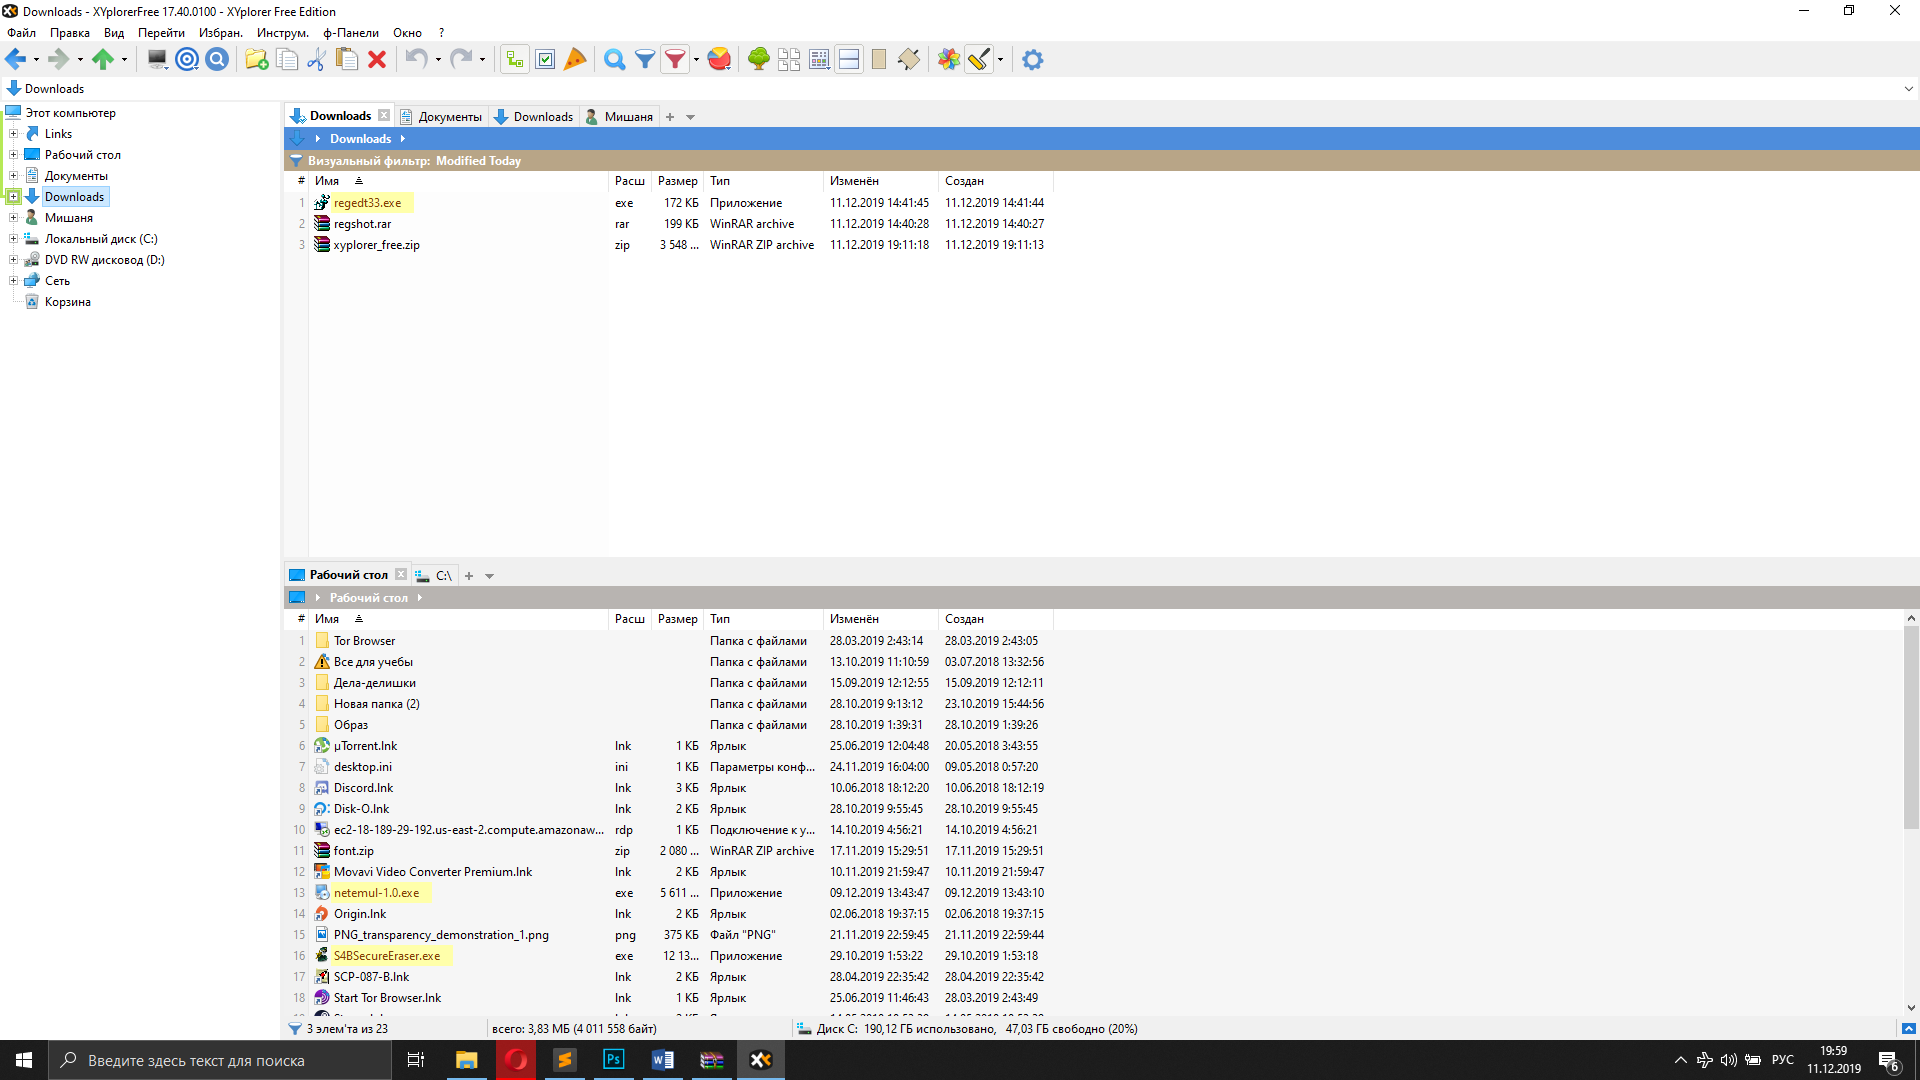 Downloads - XYplorerFree 17.40.0100 - XYplorer Free Edition
Файл Правка Вид Перейти Избран. Инструм. ф-Панели Окно ?
Downloads
Этот компьютер
Links
Рабочий стол
Документы
Downloads
Мишаня
Локальный диск (C:)
DVD RW дисковод (D:)
Сеть
Корзина
Downloads Документы Downloads Мишаня +
Downloads
Визуальный фильтр: Modified Today
# Имя Расш Размер Тип Изменён Создан
1 regedt33.exe exe 172 КБ Приложение 11.12.2019 14:41:45 11.12.2019 14:41:44
2 regshot.rar rar 199 КБ WinRAR archive 11.12.2019 14:40:28 11.12.2019 14:40:27
3 xyplorer_free.zip zip 3 548 ... WinRAR ZIP archive 11.12.2019 19:11:18 11.12.2019 19:11:13
Рабочий стол C:\ +
Рабочий стол
# Имя Расш Размер Тип Изменён Создан
1 Tor Browser Папка с файлами 28.03.2019 2:43:14 28.03.2019 2:43:05
2 Все для учебы Папка с файлами 13.10.2019 11:10:59 03.07.2018 13:32:56
3 Дела-делишки Папка с файлами 15.09.2019 12:12:55 15.09.2019 12:12:11
4 Новая папка (2) Папка с файлами 28.10.2019 9:13:12 23.10.2019 15:44:56
5 Образ Папка с файлами 28.10.2019 1:39:31 28.10.2019 1:39:26
6 µTorrent.lnk lnk 1 КБ Ярлык 25.06.2019 12:04:48 20.05.2018 3:43:55
7 desktop.ini ini 1 КБ Параметры конф... 24.11.2019 16:04:00 09.05.2018 0:57:20
8 Discord.lnk lnk 3 КБ Ярлык 10.06.2018 18:12:20 10.06.2018 18:12:19
9 Disk-O.lnk lnk 2 КБ Ярлык 28.10.2019 9:55:45 28.10.2019 9:55:45
10 ec2-18-189-29-192.us-east-2.compute.amazonaw... rdp 1 КБ Подключение к у... 14.10.2019 4:56:21 14.10.2019 4:56:21
11 font.zip zip 2 080 ... WinRAR ZIP archive 17.11.2019 15:29:51 17.11.2019 15:29:51
12 Movavi Video Converter Premium.lnk lnk 2 КБ Ярлык 10.11.2019 21:59:47 10.11.2019 21:59:47
13 netemul-1.0.exe exe 5 611 ... Приложение 09.12.2019 13:43:47 09.12.2019 13:43:10
14 Origin.lnk lnk 2 КБ Ярлык 02.06.2018 19:37:15 02.06.2018 19:37:15
15 PNG_transparency_demonstration_1.png png 375 КБ Файл "PNG" 21.11.2019 22:59:45 21.11.2019 22:59:44
16 S4BSecureEraser.exe exe 12 13... Приложение 29.10.2019 1:53:22 29.10.2019 1:53:18
17 SCP-087-B.lnk lnk 2 КБ Ярлык 28.04.2019 22:35:42 28.04.2019 22:35:42
18 Start Tor Browser.lnk lnk 1 КБ Ярлык 25.06.2019 11:46:43 28.03.2019 2:43:49
3 элем'та из 23 всего: 3,83 МБ (4 011 558 байт) Диск C: 190,12 ГБ использовано, 47,03 ГБ свободно (20%)
Введите здесь текст для поиска
Ps
РУС
19:59
11.12.2019
6